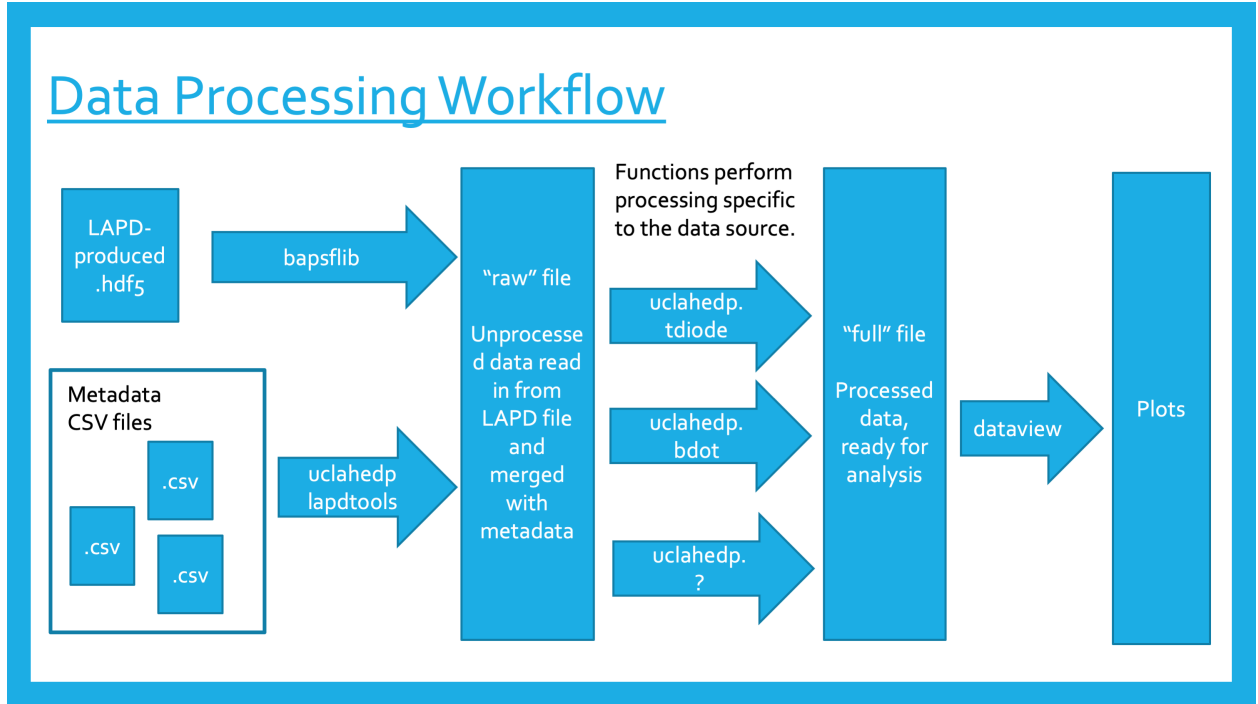 Data Processing Workflow
LAPD-
produced
.hdf5
bapsflib
Metadata
CSV files
.csv
.csv
.csv
uclahedp
lapdtools
“raw” file
Unprocesse
d data read
in from
LAPD file
and
merged
with
metadata
Functions perform
processing specific
to the data source.
uclahedp.
tdiode
uclahedp.
bdot
uclahedp.
?
“full” file
Processed
data,
ready for
analysis
dataview
Plots